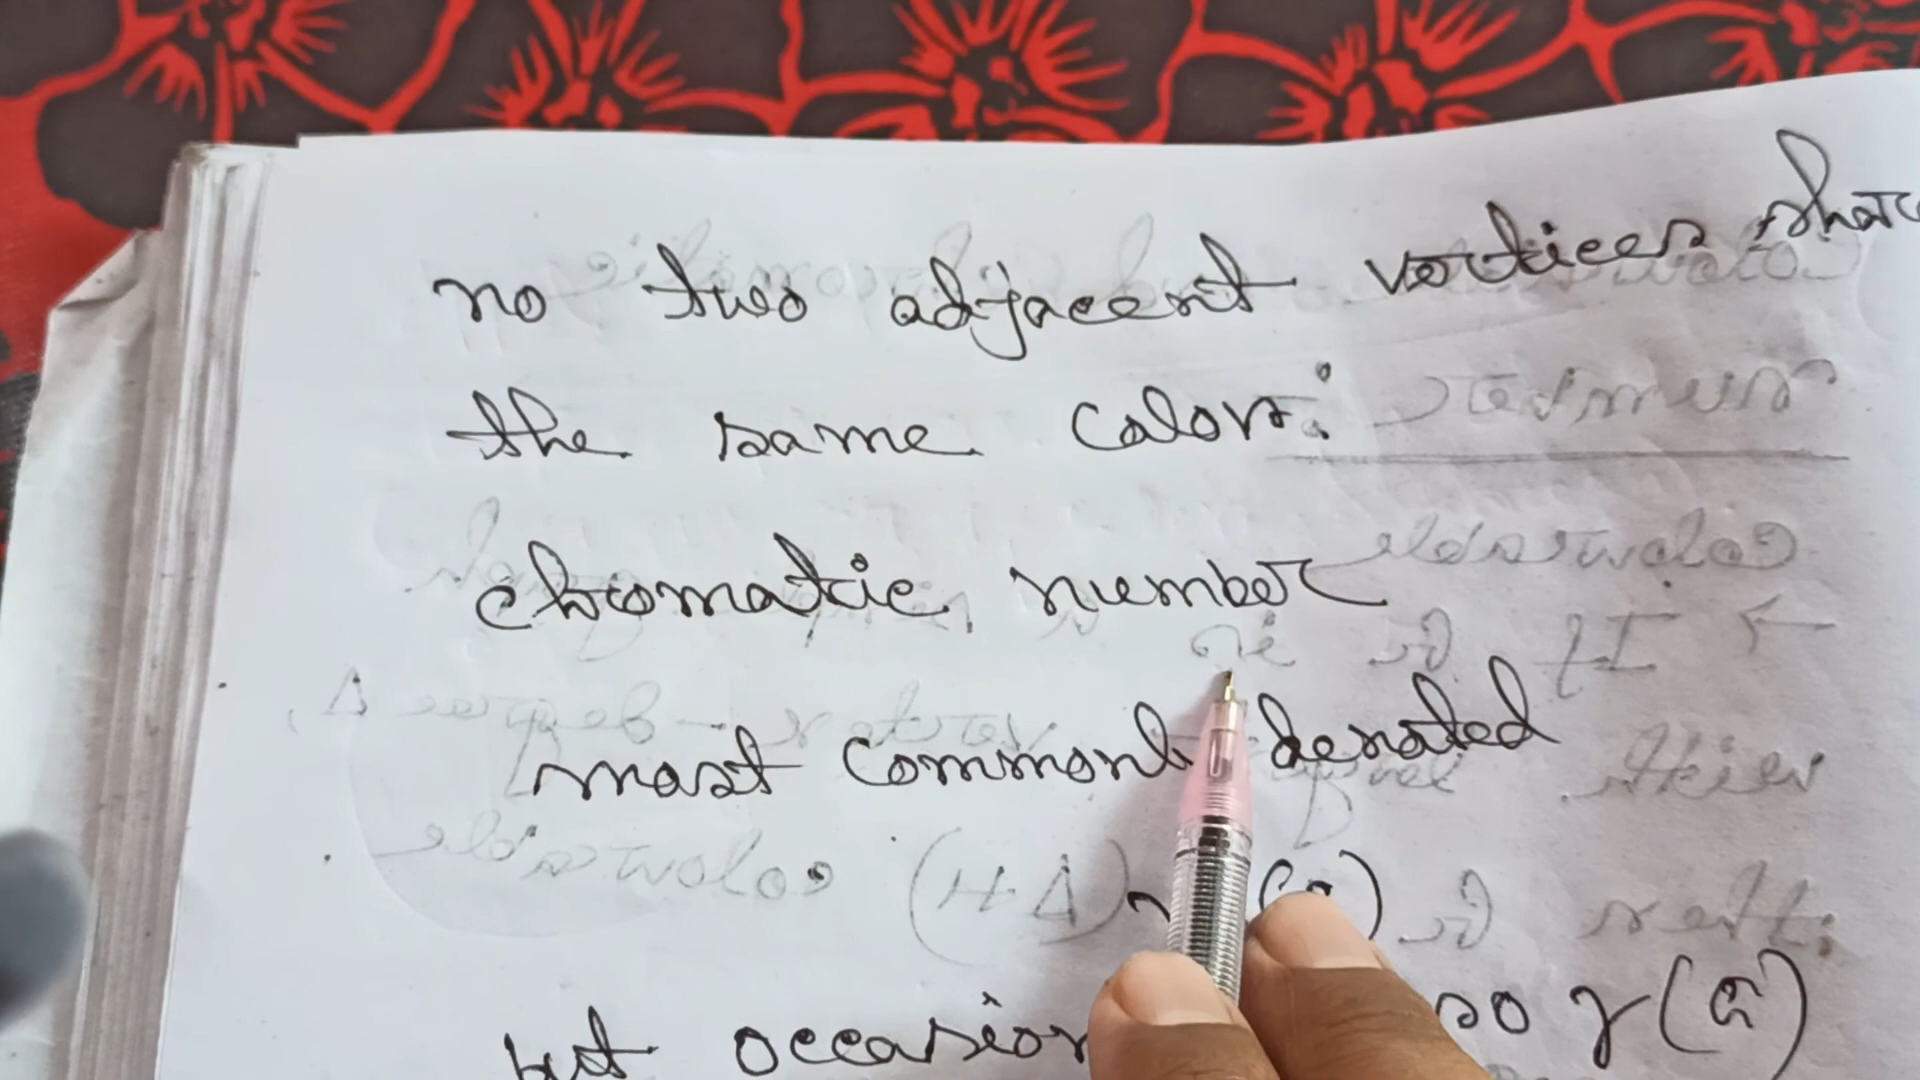 no two adjacent vertices share
the same color.
chromatic number
most commonly denoted
(G)
but occasion so γ(G)